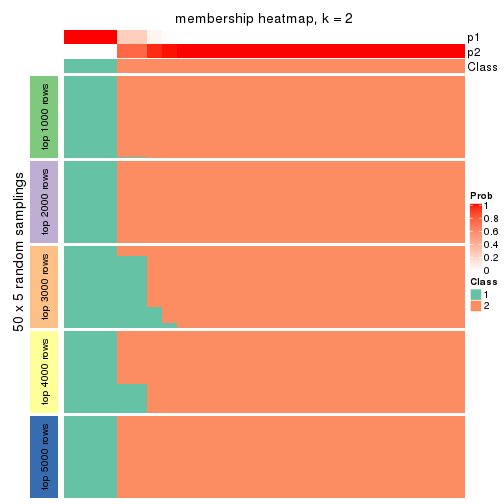 membership heatmap, k = 2
p1
p2
Class
50 x 5 random samplings
top 1000 rows
top 2000 rows
top 3000 rows
top 4000 rows
top 5000 rows
Prob
1
0.8
0.6
0.4
0.2
0
Class
1
2